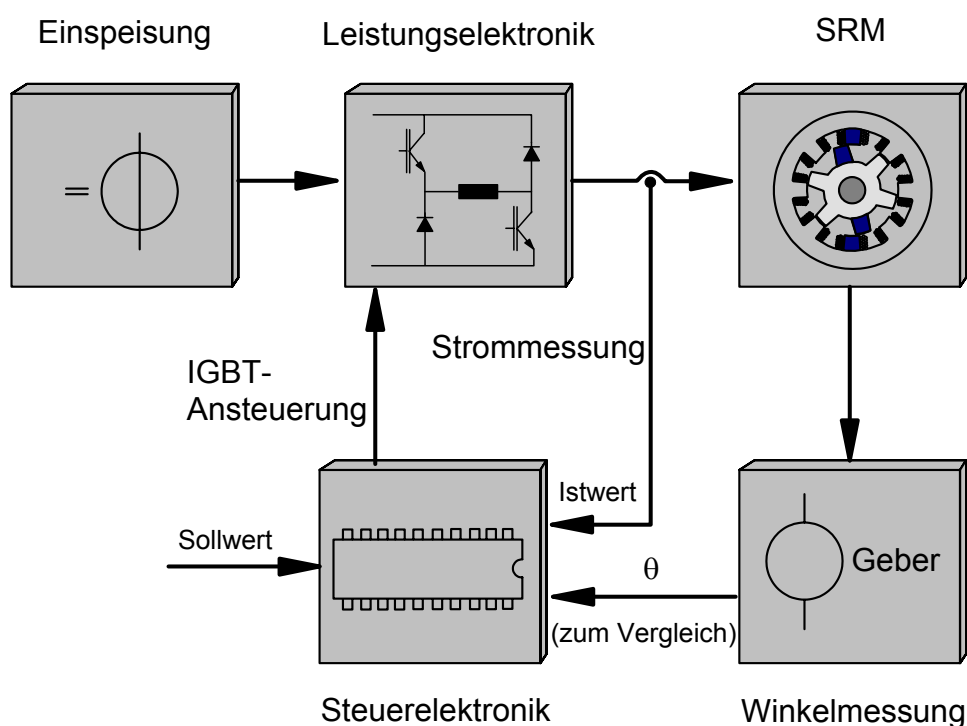 Einspeisung
Leistungselektronik
SRM
=
Strommessung
IGBT-
Ansteuerung
Istwert
Sollwert
Geber
θ
(zum Vergleich)
Steuerelektronik
Winkelmessung